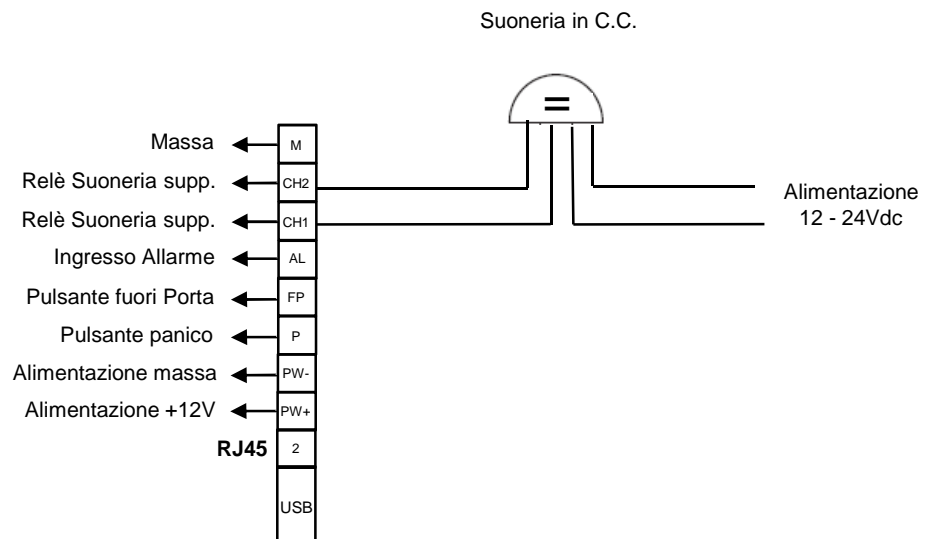 Suoneria in C.C.
=
Massa M
Relè Suoneria supp. CH2
Relè Suoneria supp. CH1
Ingresso Allarme AL
Pulsante fuori Porta FP
Pulsante panico P
Alimentazione massa PW-
Alimentazione +12V PW+
RJ45 2
USB
Alimentazione
12 - 24Vdc